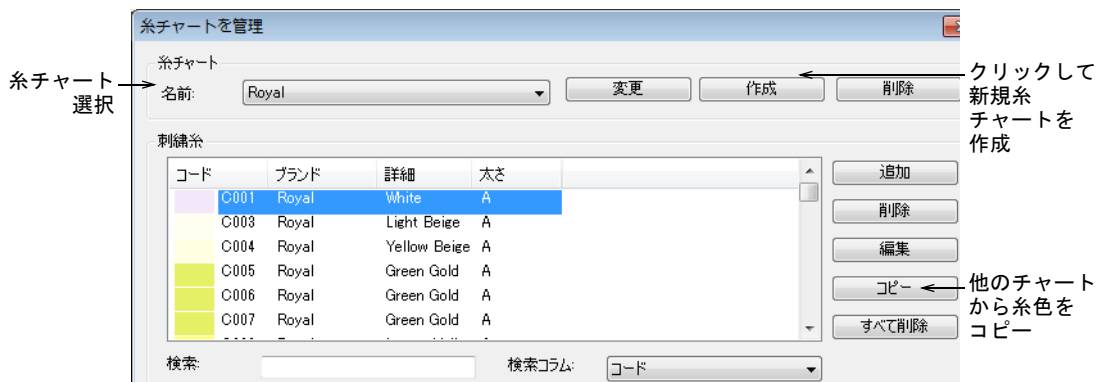 糸チャートを管理
糸チャート
名前: Royal 変更 作成 削除
糸チャート
選択
クリックして
新規糸
チャートを
作成
刺繍糸
コード ブランド 詳細 太さ
C001 Royal White A
C003 Royal Light Beige A
C004 Royal Yellow Beige A
C005 Royal Green Gold A
C006 Royal Green Gold A
C007 Royal Green Gold A
追加
削除
編集
コピー
すべて削除
他のチャート
から糸色を
コピー
検索: 検索コラム: コード